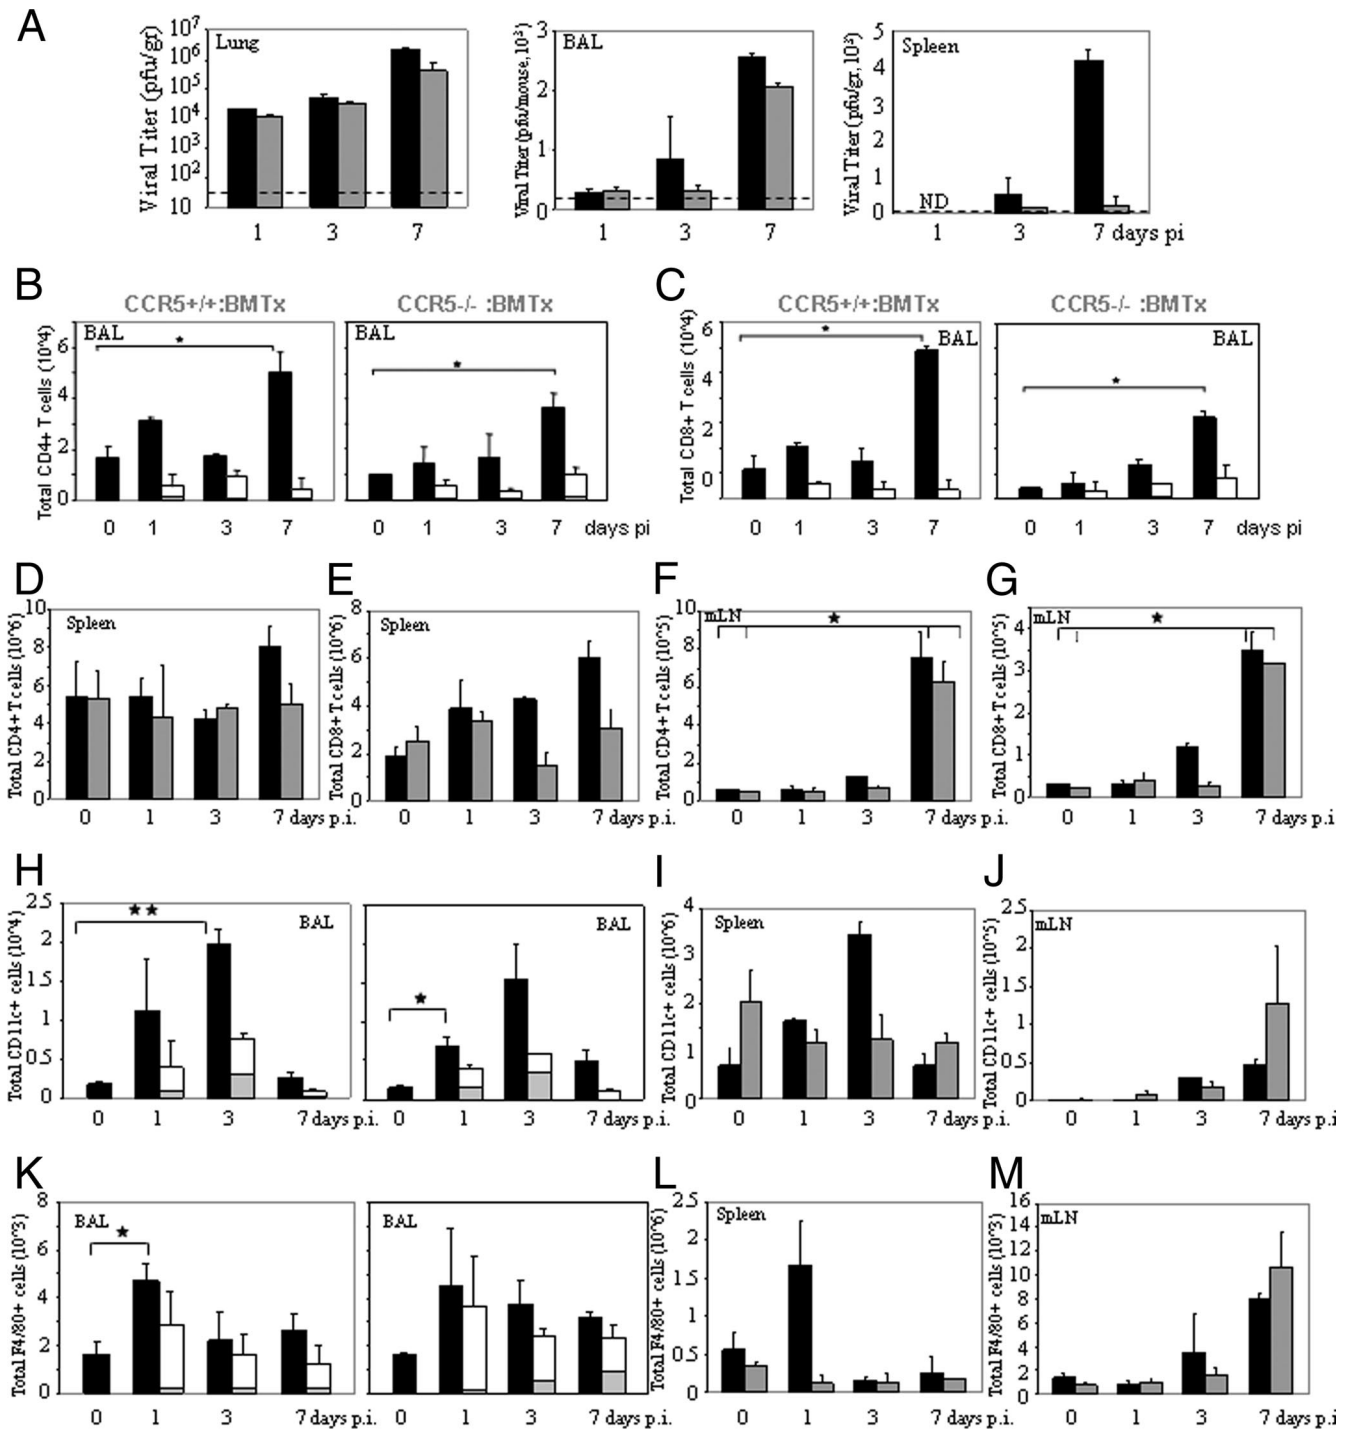 A
Viral Titer (pfu/gr)
10^7
10^6
10^5
10^4
10^3
10^2
10
Lung
1 3 7
Viral Titer (pfu/mouse, 10^3)
3
2
1
0
BAL
1 3 7
Viral Titer (pfu/gr, 10^3)
5
4
3
2
1
0
Spleen
ND
1 3 7 days pi
B
CCR5+/+:BMTx CCR5-/- :BMTx
Total CD4+ T cells (10^4)
6
4
2
0
BAL
*
BAL
*
0 1 3 7 0 1 3 7 days pi
C
CCR5+/+:BMTx CCR5-/- :BMTx
Total CD8+ T cells (10^4)
6
4
2
0
BAL
*
BAL
*
0 1 3 7 0 1 3 7 days pi
D
Total CD4+ T cells (10^6)
10
8
6
4
2
0
Spleen
0 1 3 7 days p.i.
E
Total CD8+ T cells (10^6)
8
6
4
2
0
Spleen
0 1 3 7 days p.i.
F
Total CD4+ T cells (10^5)
10
8
6
4
2
0
mLN
★
0 1 3 7 days p.i.
G
Total CD8+ T cells (10^5)
4
3
2
1
0
mLN
★
0 1 3 7 days p.i
H
Total CD11c+ cells (10^4)
2.5
2
1.5
1
0.5
0
★★
BAL
★
BAL
0 1 3 7 days p.i. 0 1 3 7 days p.i.
I
Total CD11c+ cells (10^6)
4
3
2
1
0
Spleen
0 1 3 7 days p.i.
J
Total CD11c+ cells (10^5)
2.5
2
1.5
1
0.5
0
mLN
0 1 3 7 days p.i
K
Total F4/80+ cells (10^3)
8
6
4
2
0
BAL
★
BAL
0 1 3 7 days p.i. 0 1 3 7 days p.i.
L
Total F4/80+ cells (10^6)
2.5
2
1.5
1
0.5
0
Spleen
0 1 3 7 days p.i.
M
Total F4/80+ cells (10^3)
16
14
12
10
8
6
4
2
0
mLN
0 1 3 7 days p.i.